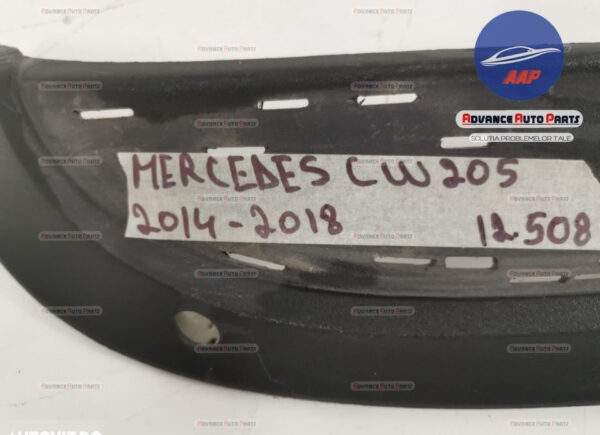 AAP
ADVANCE AUTO PARTS
SOLUTIA PROBLEMELOR TALE
MERCEDES C W205
2014-2018 12.508